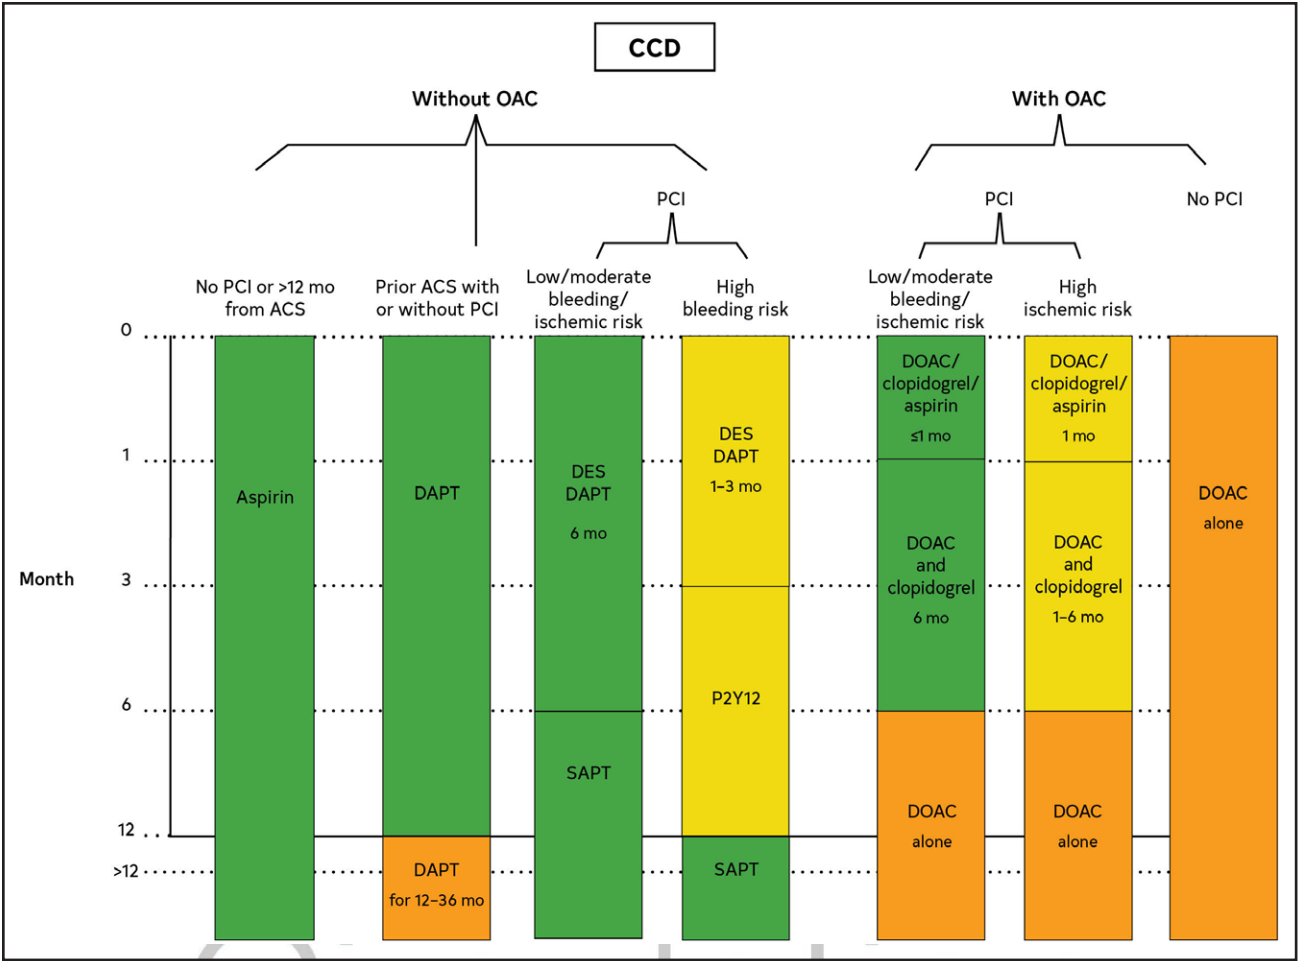 CCD
Without OAC
With OAC
PCI
PCI
No PCI
No PCI or >12 mo
from ACS
Prior ACS with
or without PCI
Low/moderate
bleeding/
ischemic risk
High
bleeding risk
Low/moderate
bleeding/
ischemic risk
High
ischemic risk
Month
0
1
3
6
12
>12
Aspirin
DAPT
DAPT
for 12–36 mo
DES
DAPT
6 mo
SAPT
DES
DAPT
1–3 mo
P2Y12
SAPT
DOAC/
clopidogrel/
aspirin
≤1 mo
DOAC
and
clopidogrel
6 mo
DOAC
alone
DOAC/
clopidogrel/
aspirin
1 mo
DOAC
and
clopidogrel
1–6 mo
DOAC
alone
DOAC
alone